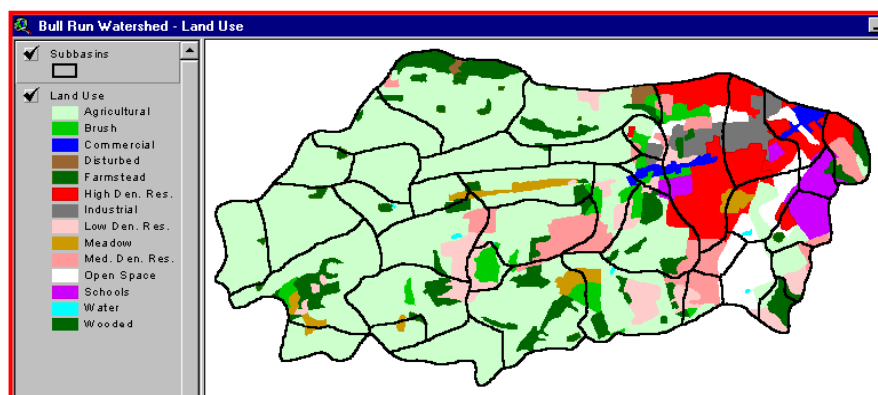 Bull Run Watershed - Land Use
Subbasins
Land Use
Agricultural
Brush
Commercial
Disturbed
Farmstead
High Den. Res.
Industrial
Low Den. Res.
Meadow
Med. Den. Res.
Open Space
Schools
Water
Wooded